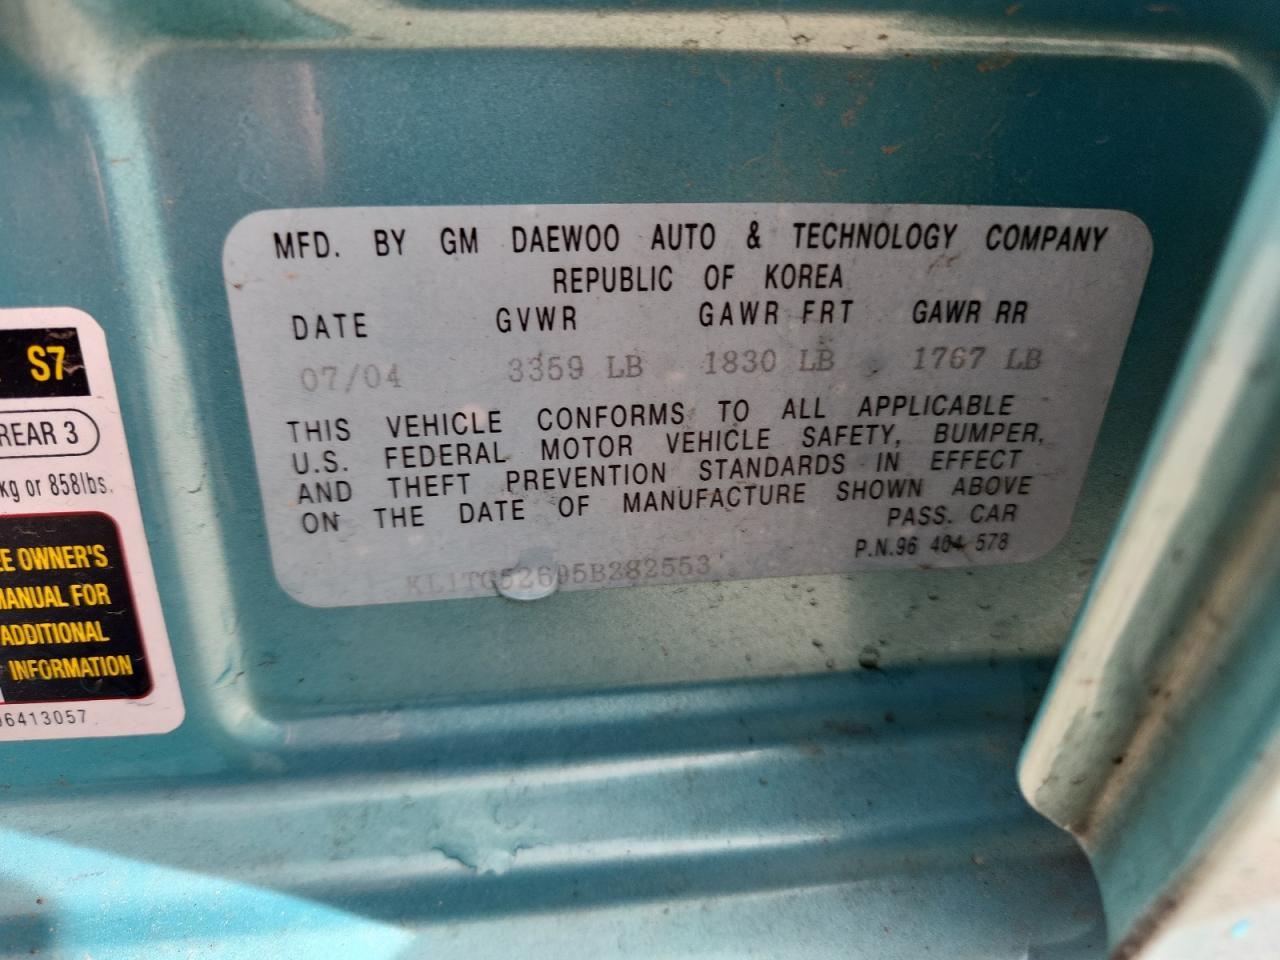 MFD. BY GM DAEWOO AUTO & TECHNOLOGY COMPANY
REPUBLIC OF KOREA
DATE GVWR GAWR FRT GAWR RR
07/04 3359 LB 1830 LB 1767 LB
THIS VEHICLE CONFORMS TO ALL APPLICABLE
U.S. FEDERAL MOTOR VEHICLE SAFETY, BUMPER,
AND THEFT PREVENTION STANDARDS IN EFFECT
ON THE DATE OF MANUFACTURE SHOWN ABOVE
PASS. CAR
P.N.96 404 578
KL1TG52695B282553
S7
REAR 3
kg or 858lbs.
OWNER'S
MANUAL FOR
ADDITIONAL
INFORMATION
96413057